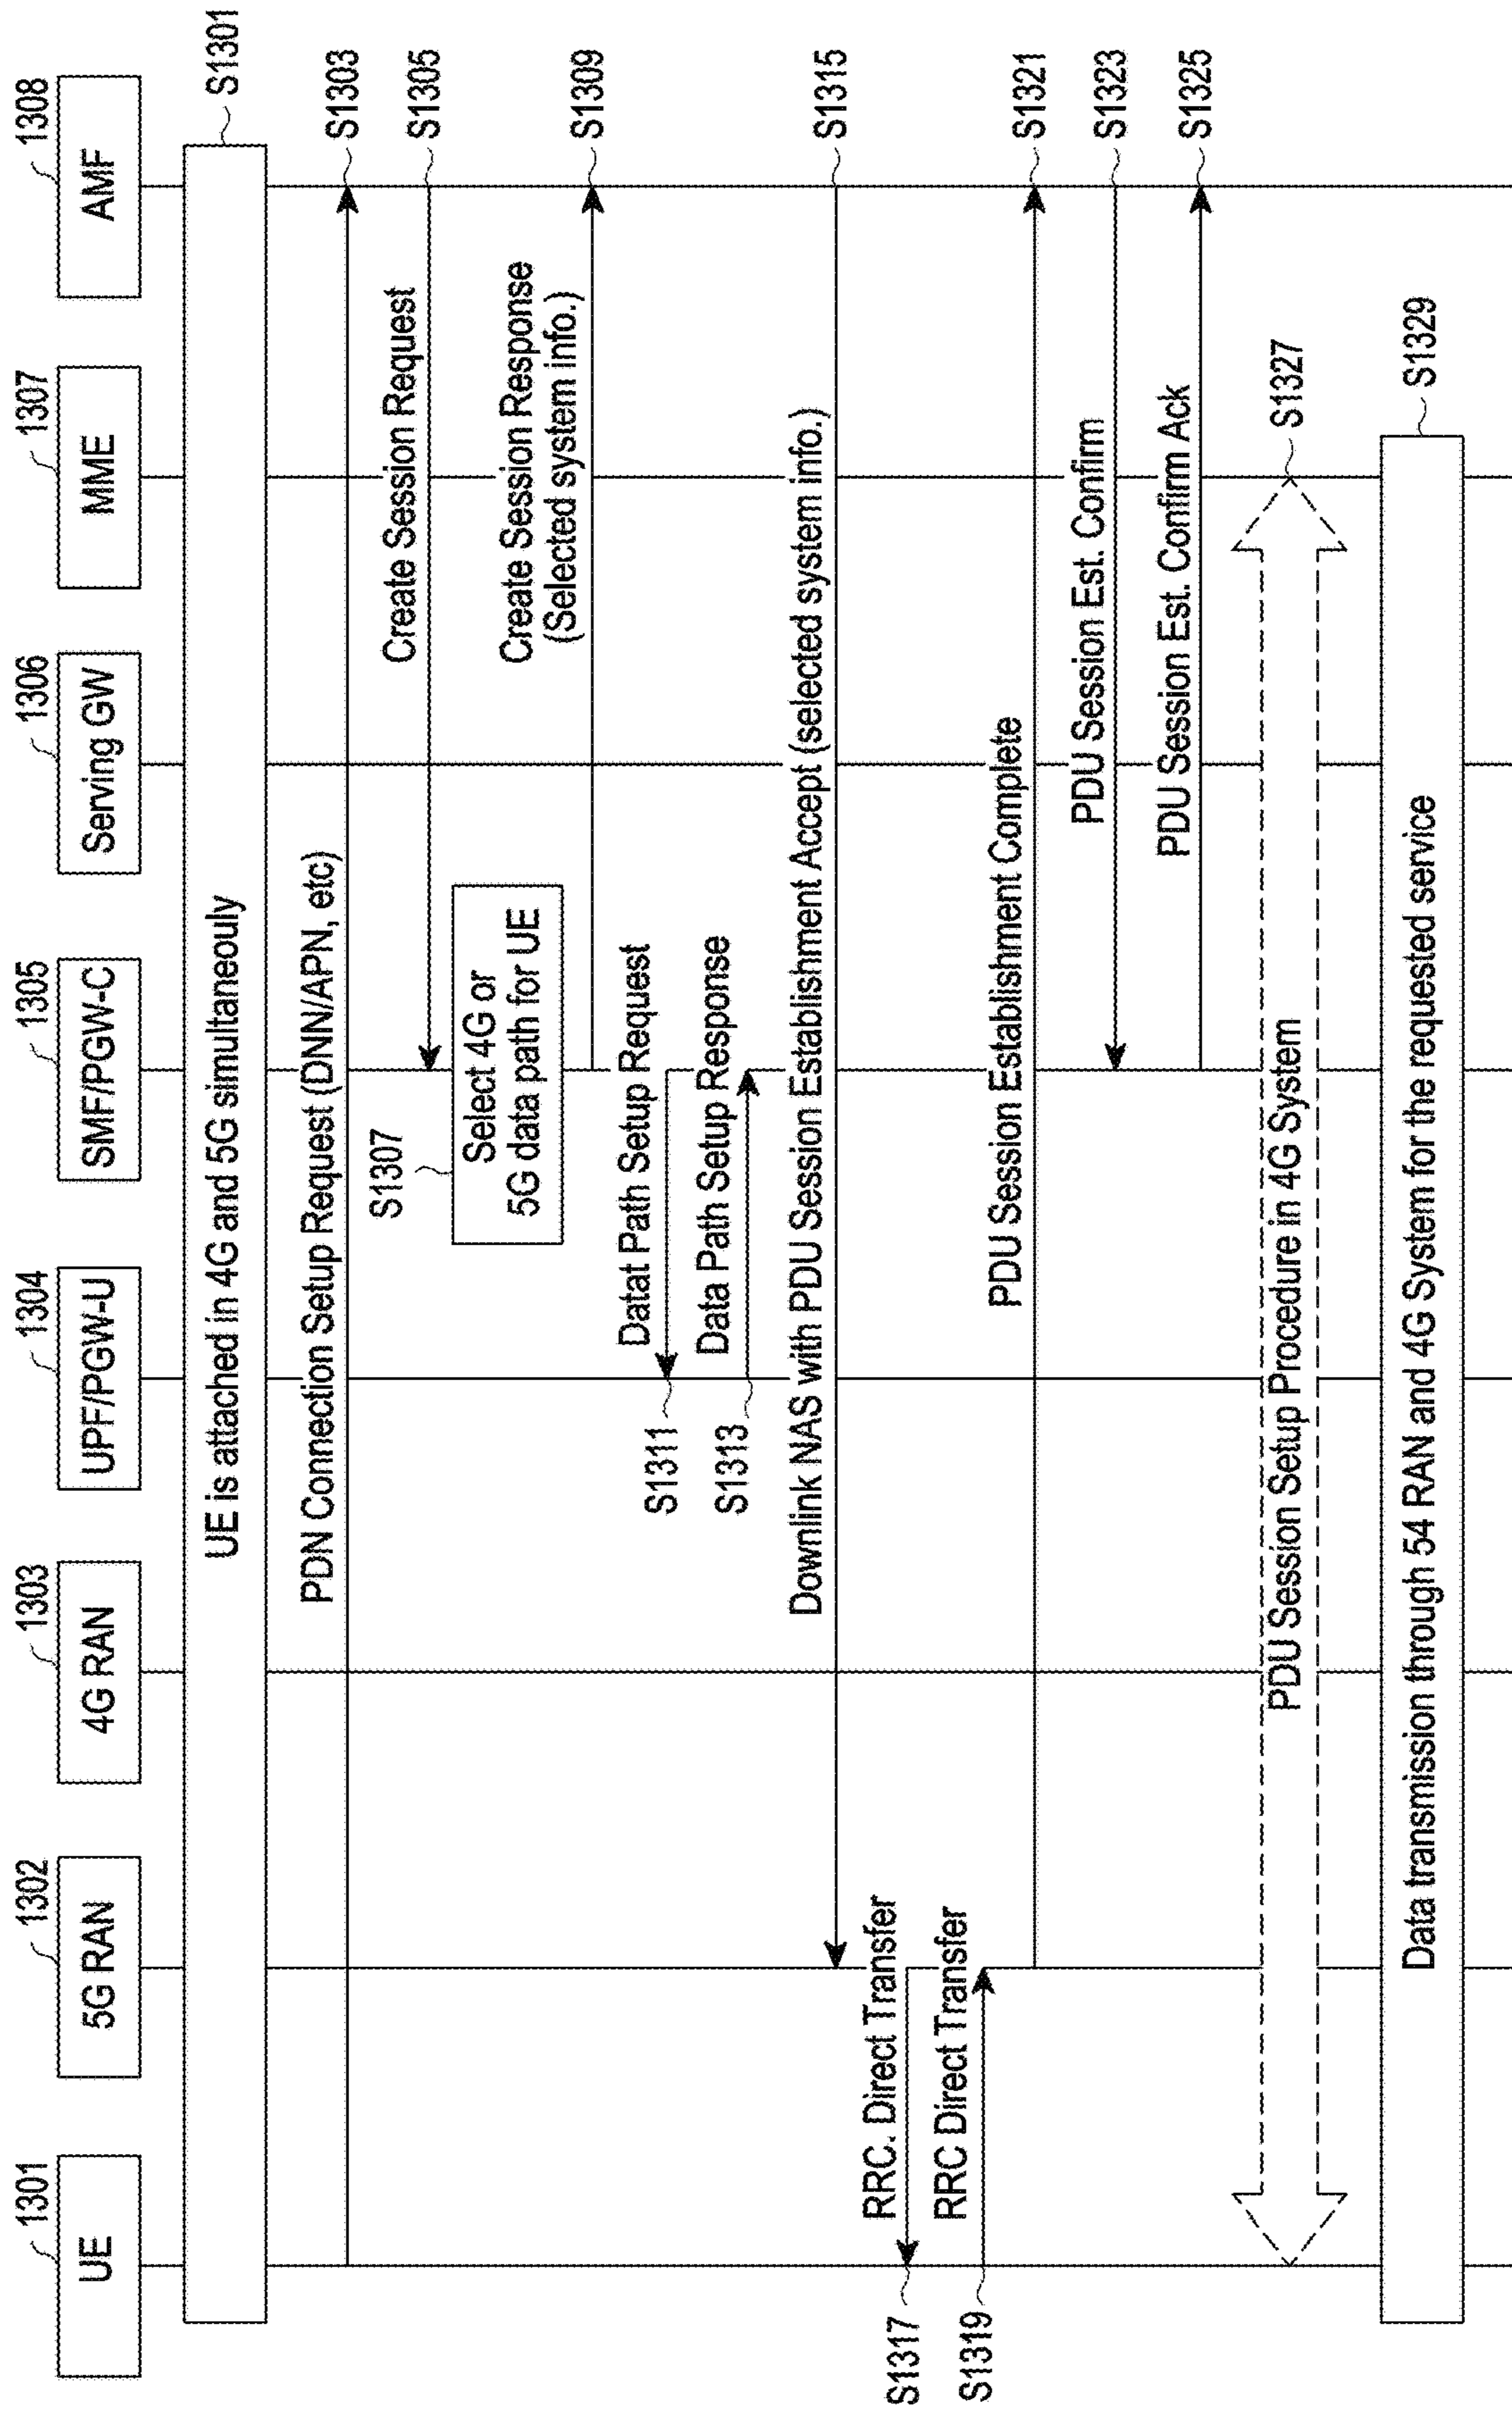 1301
UE
1302
5G RAN
1303
4G RAN
1304
UPF/PGW-U
1305
SMF/PGW-C
1306
Serving GW
1307
MME
1308
AMF
UE is attached in 4G and 5G simultaneouly
S1301
PDN Connection Setup Request (DNN/APN, etc)
S1303
Create Session Request
S1305
S1307
Select 4G or
5G data path for UE
Create Session Response
(Selected system info.)
S1309
Datat Path Setup Request
S1311
Data Path Setup Response
S1313
Downlink NAS with PDU Session Establishment Accept (selected system info.)
S1315
RRC. Direct Transfer
S1317
RRC Direct Transfer
S1319
PDU Session Establishment Complete
S1321
PDU Session Est. Confirm
S1323
PDU Session Est. Confirm Ack
S1325
PDU Session Setup Procedure in 4G System
S1327
Data transmission through 54 RAN and 4G System for the requested service
S1329